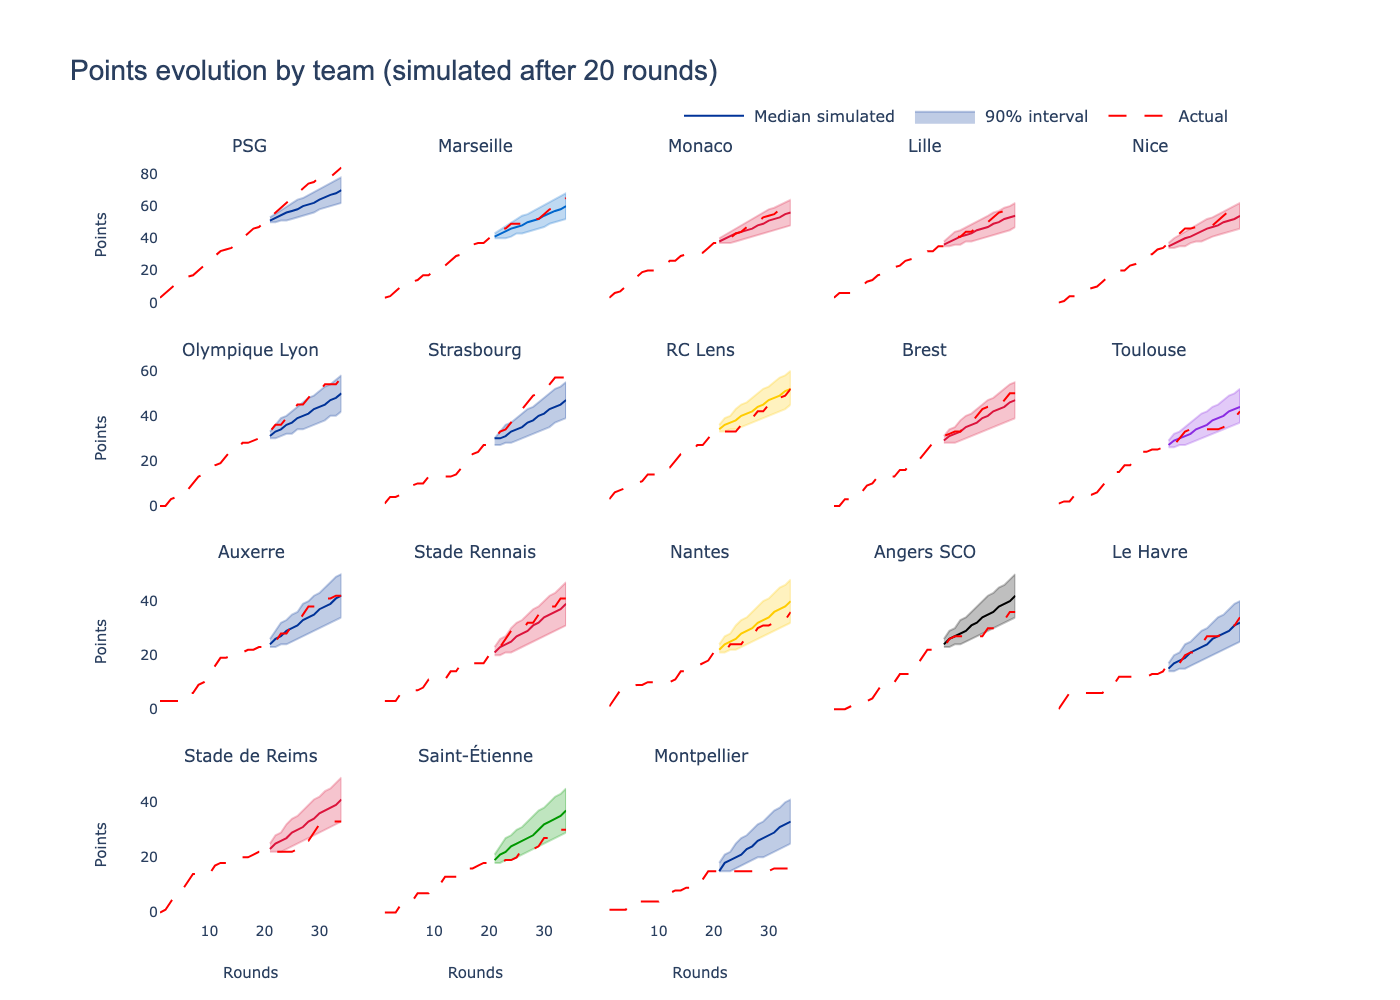 Points evolution by team (simulated after 20 rounds)
Median simulated 90% interval Actual
PSG Marseille Monaco Lille Nice
80
60
40
20
0
Points
Olympique Lyon Strasbourg RC Lens Brest Toulouse
60
40
20
0
Points
Auxerre Stade Rennais Nantes Angers SCO Le Havre
40
20
0
Points
Stade de Reims Saint-Étienne Montpellier
40
20
0
Points
10 20 30 10 20 30 10 20 30
Rounds Rounds Rounds